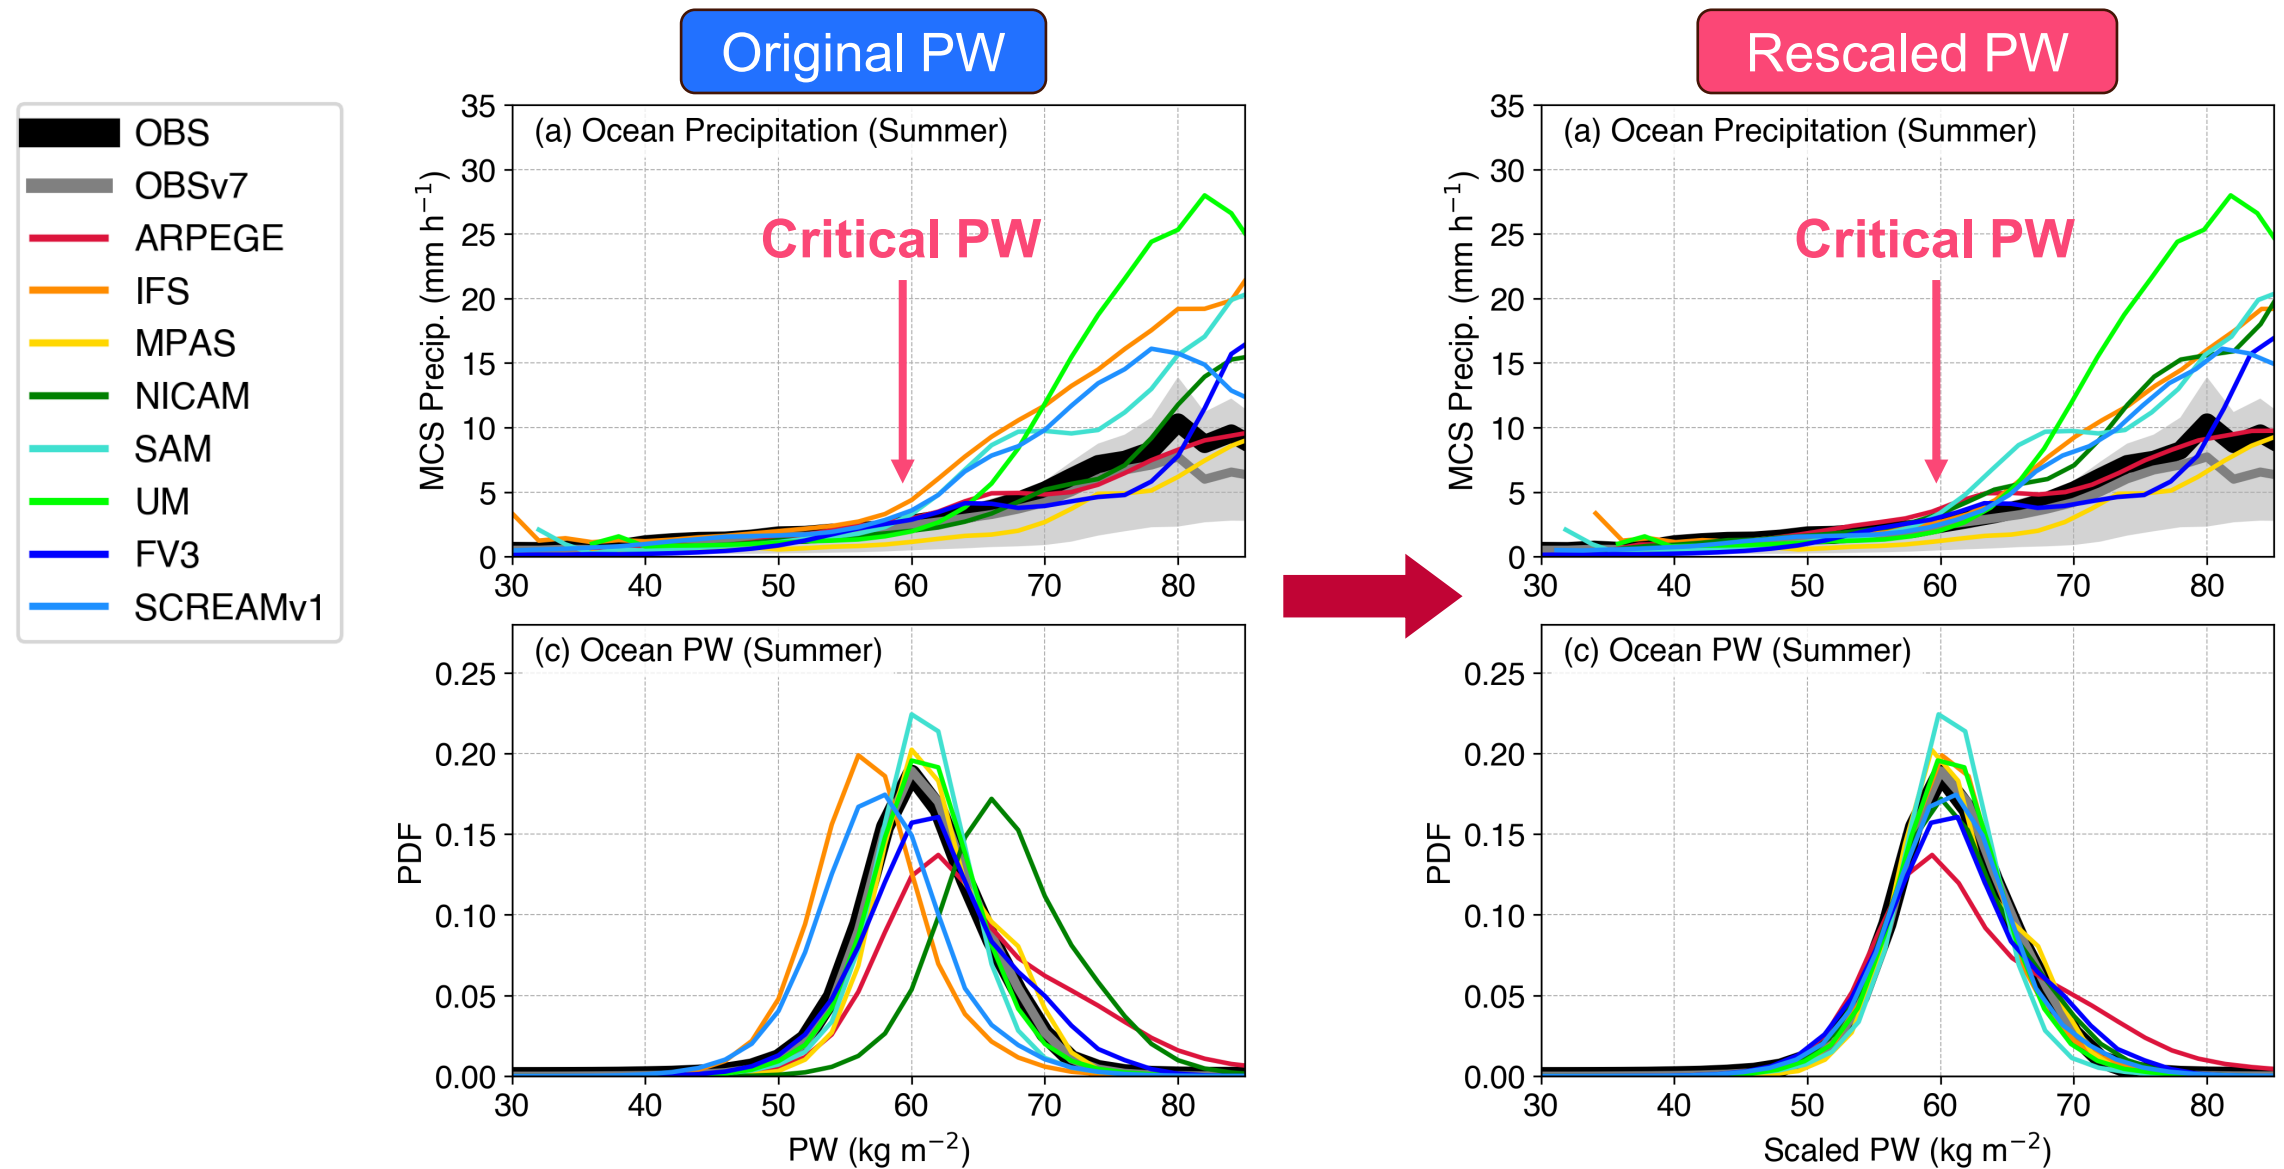 Original PW
Rescaled PW
OBS
OBSv7
ARPEGE
IFS
MPAS
NICAM
SAM
UM
FV3
SCREAMv1
(a) Ocean Precipitation (Summer)
Critical PW
MCS Precip. (mm h⁻¹)
35
30
25
20
15
10
5
0
30 40 50 60 70 80
(a) Ocean Precipitation (Summer)
Critical PW
MCS Precip. (mm h⁻¹)
35
30
25
20
15
10
5
0
30 40 50 60 70 80
(c) Ocean PW (Summer)
PDF
0.25
0.20
0.15
0.10
0.05
0.00
30 40 50 60 70 80
PW (kg m⁻²)
(c) Ocean PW (Summer)
PDF
0.25
0.20
0.15
0.10
0.05
0.00
30 40 50 60 70 80
Scaled PW (kg m⁻²)